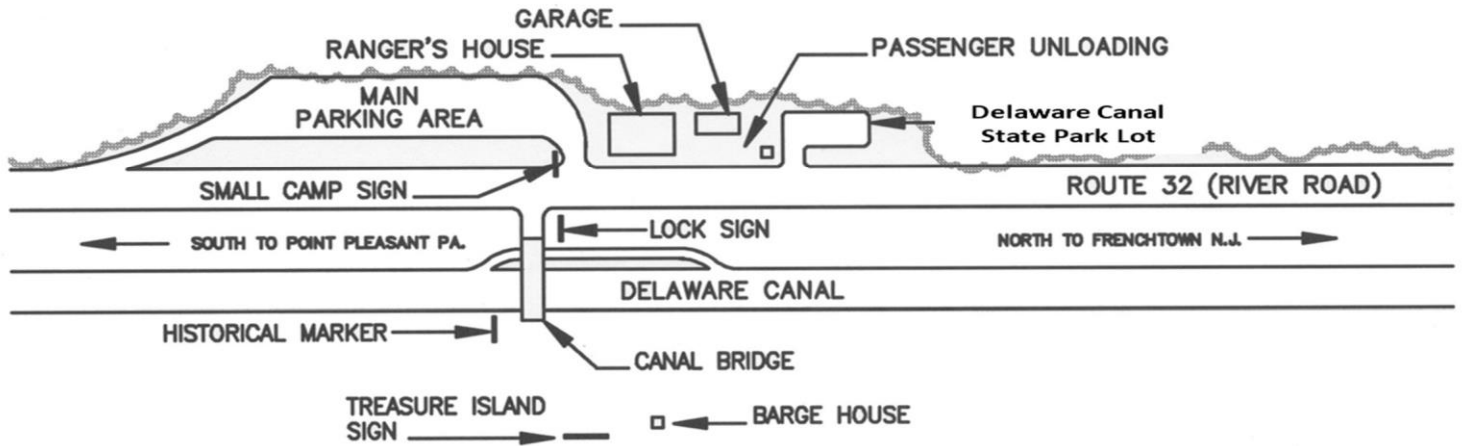 GARAGE
RANGER'S HOUSE
PASSENGER UNLOADING
MAIN
PARKING AREA
Delaware Canal
State Park Lot
SMALL CAMP SIGN
ROUTE 32 (RIVER ROAD)
LOCK SIGN
SOUTH TO POINT PLEASANT PA.
NORTH TO FRENCHTOWN N.J.
DELAWARE CANAL
HISTORICAL MARKER
CANAL BRIDGE
TREASURE ISLAND
SIGN
BARGE HOUSE